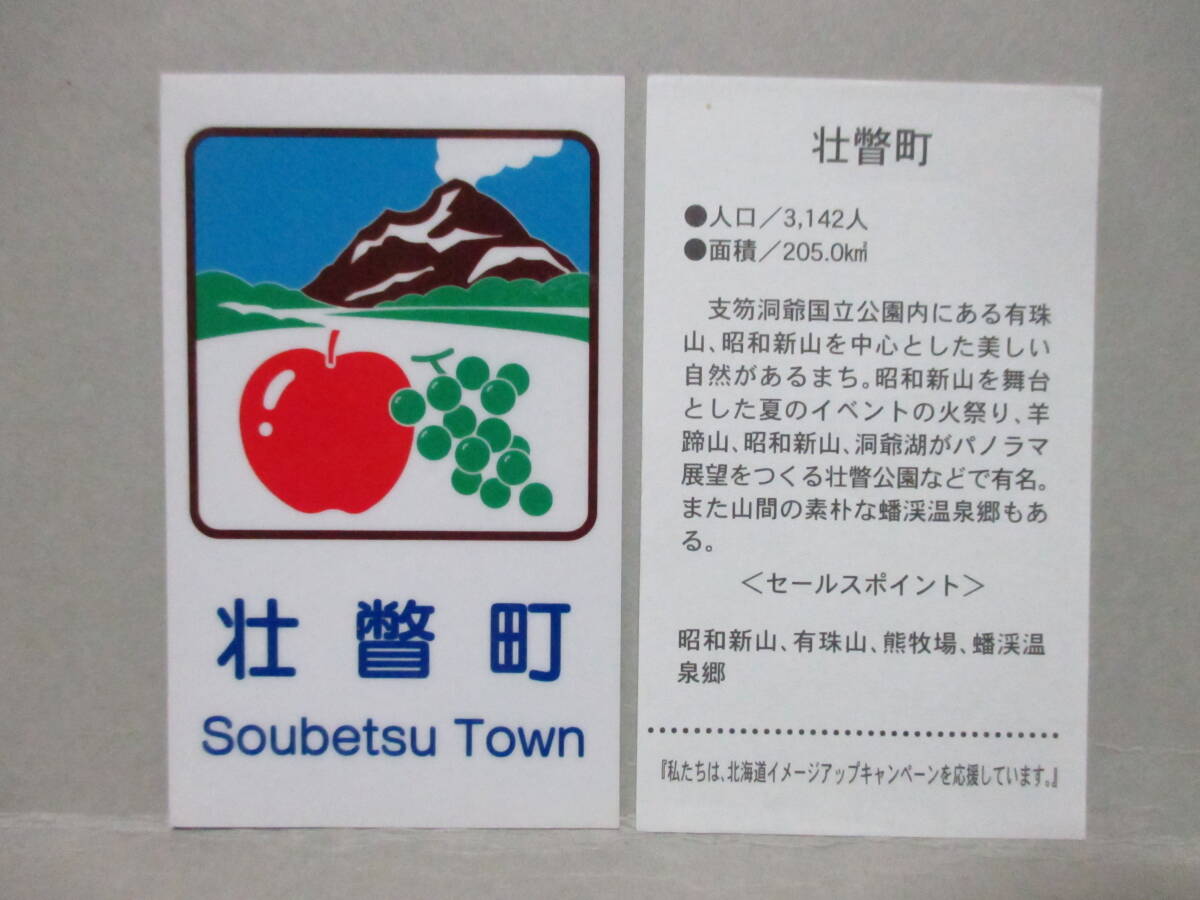 壮瞥町
Soubetsu Town
壮瞥町
●人口／3,142人
●面積／205.0k㎡
支笏洞爺国立公園内にある有珠
山、昭和新山を中心とした美しい
自然があるまち。昭和新山を舞台
とした夏のイベントの火祭り、羊
蹄山、昭和新山、洞爺湖がパノラマ
展望をつくる壮瞥公園などで有名。
また山間の素朴な蟠渓温泉郷もあ
る。
＜セールスポイント＞
昭和新山、有珠山、熊牧場、蟠渓温
泉郷
『私たちは、北海道イメージアップキャンペーンを応援しています。』